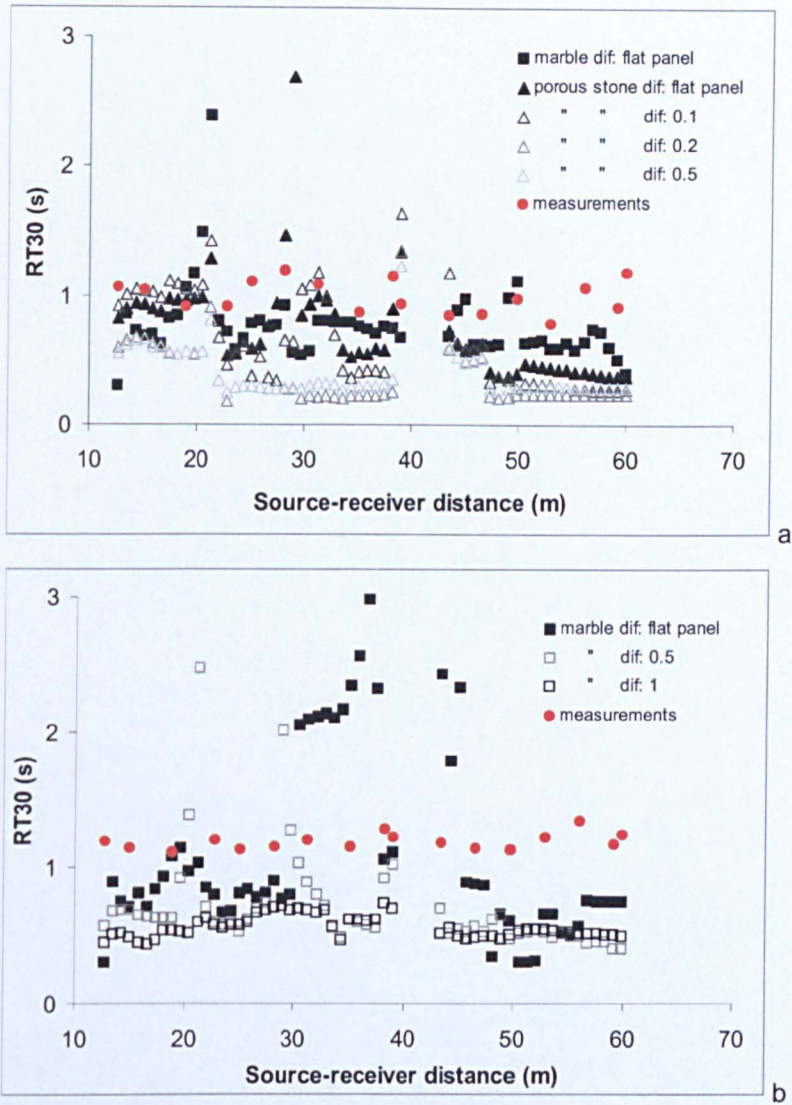 3
2
1
0
RT30 (s)
marble dif: flat panel
porous stone dif: flat panel
" " dif: 0.1
" " dif: 0.2
" " dif: 0.5
measurements
10 20 30 40 50 60 70
Source-receiver distance (m)
a
3
2
1
0
RT30 (s)
marble dif: flat panel
" dif: 0.5
" dif: 1
measurements
10 20 30 40 50 60 70
Source-receiver distance (m)
b